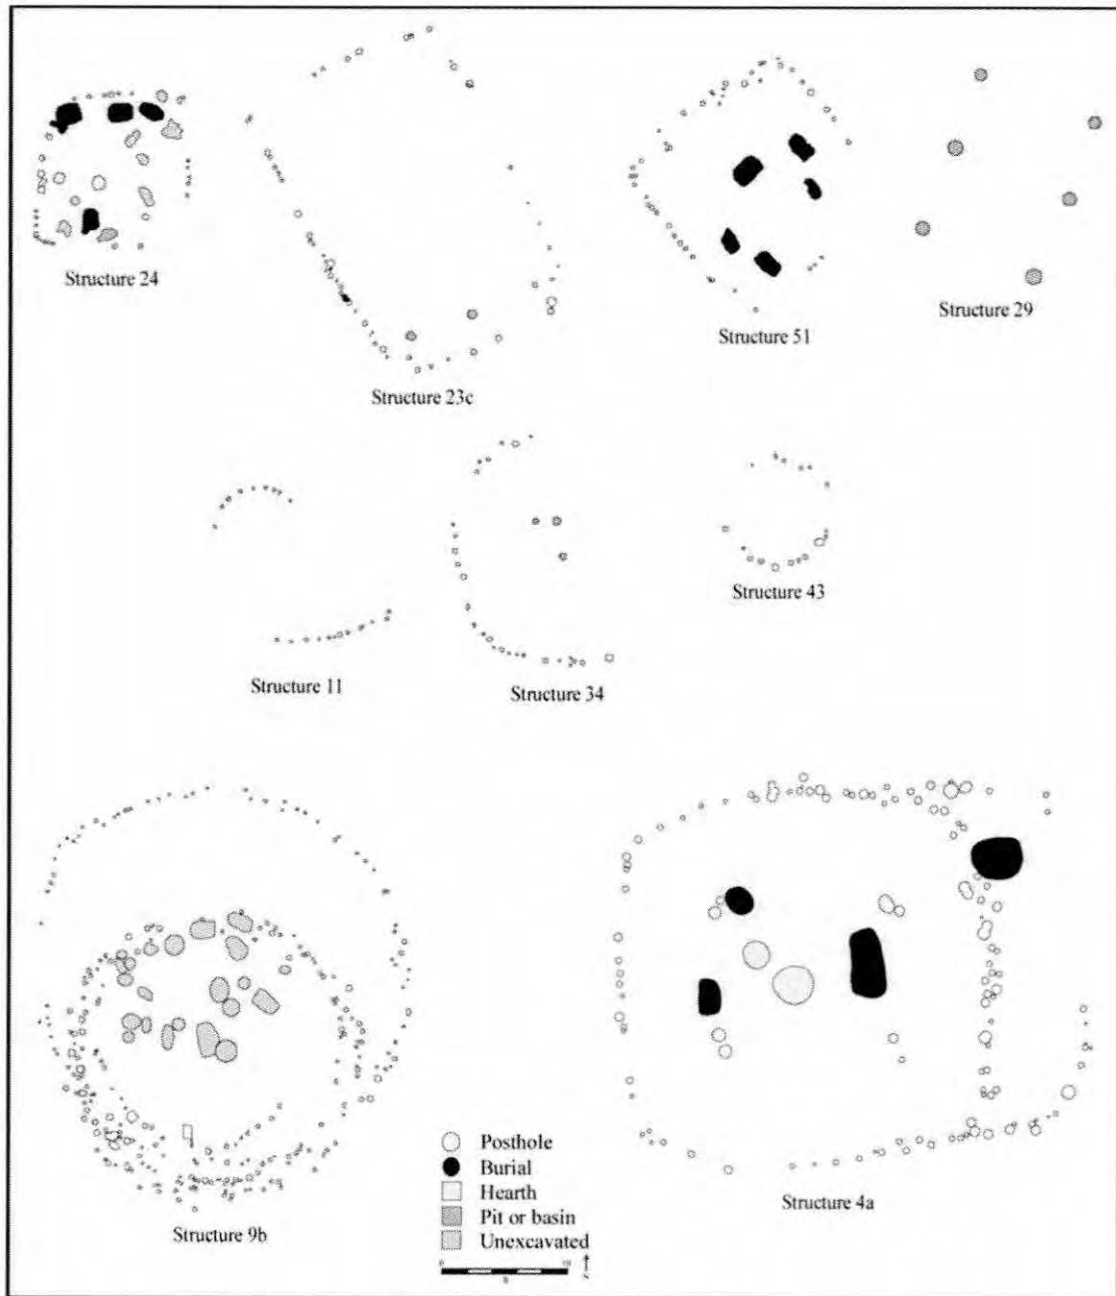 Structure 24
Structure 23c
Structure 51
Structure 29
Structure 11
Structure 34
Structure 43
Structure 9b
Structure 4a
Posthole
Burial
Hearth
Pit or basin
Unexcavated